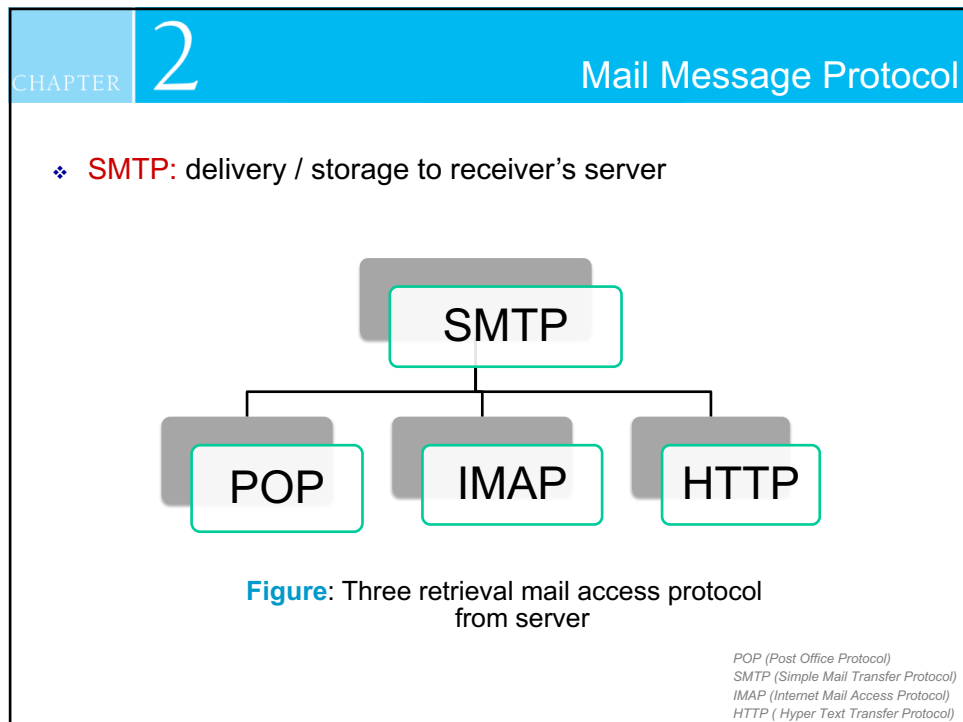 CHAPTER 2
Mail Message Protocol
❖ SMTP: delivery / storage to receiver’s server
SMTP
POP IMAP HTTP
Figure: Three retrieval mail access protocol
from server
POP (Post Office Protocol)
SMTP (Simple Mail Transfer Protocol)
IMAP (Internet Mail Access Protocol)
HTTP ( Hyper Text Transfer Protocol)